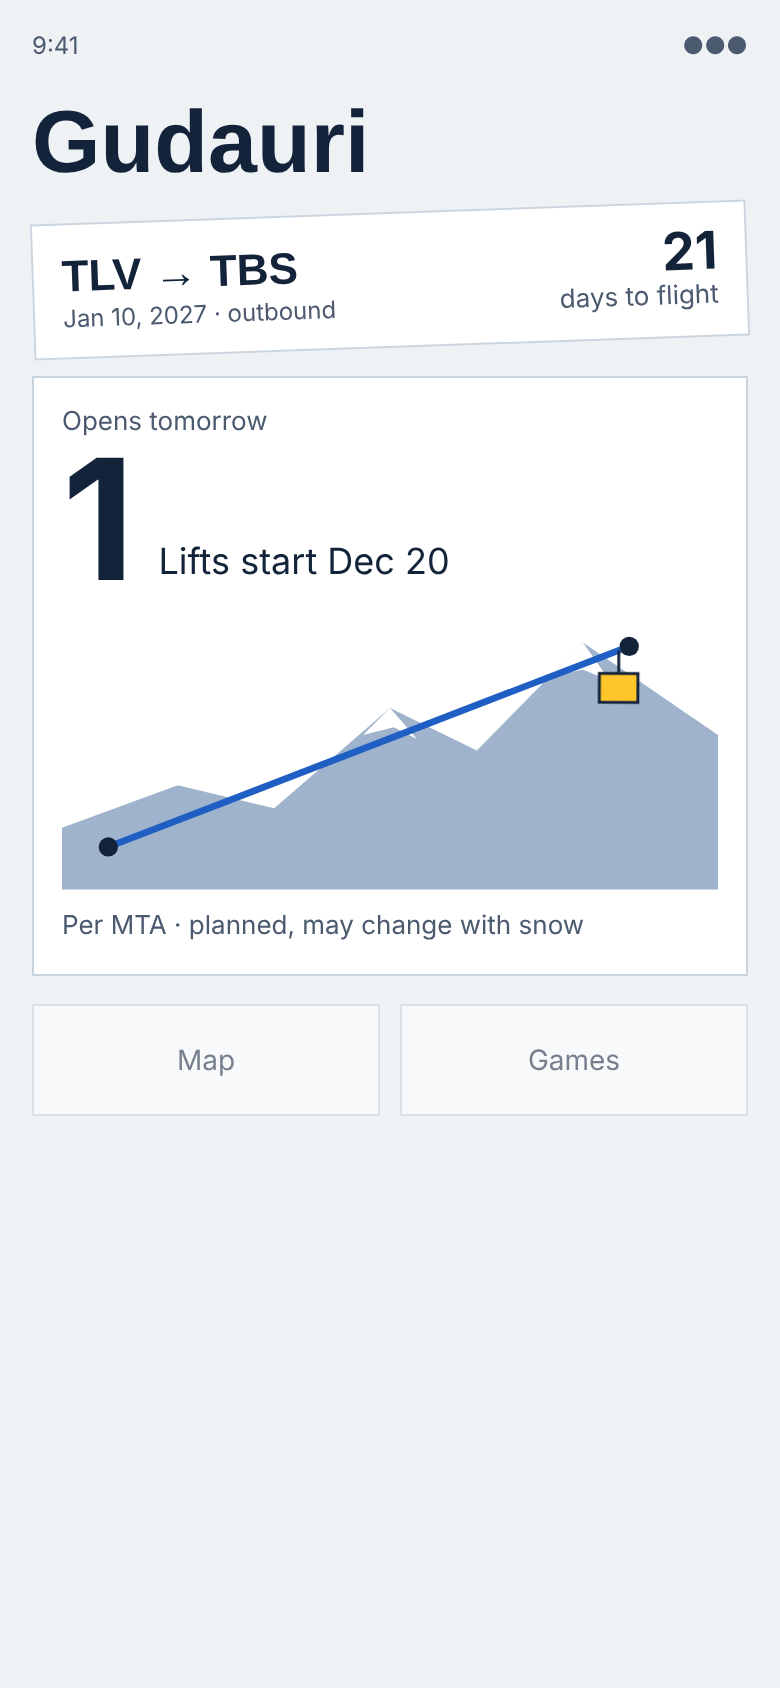 9:41
Gudauri
TLV → TBS
21
Jan 10, 2027 · outbound
days to flight
Opens tomorrow
1 Lifts start Dec 20
Per MTA · planned, may change with snow
Map
Games